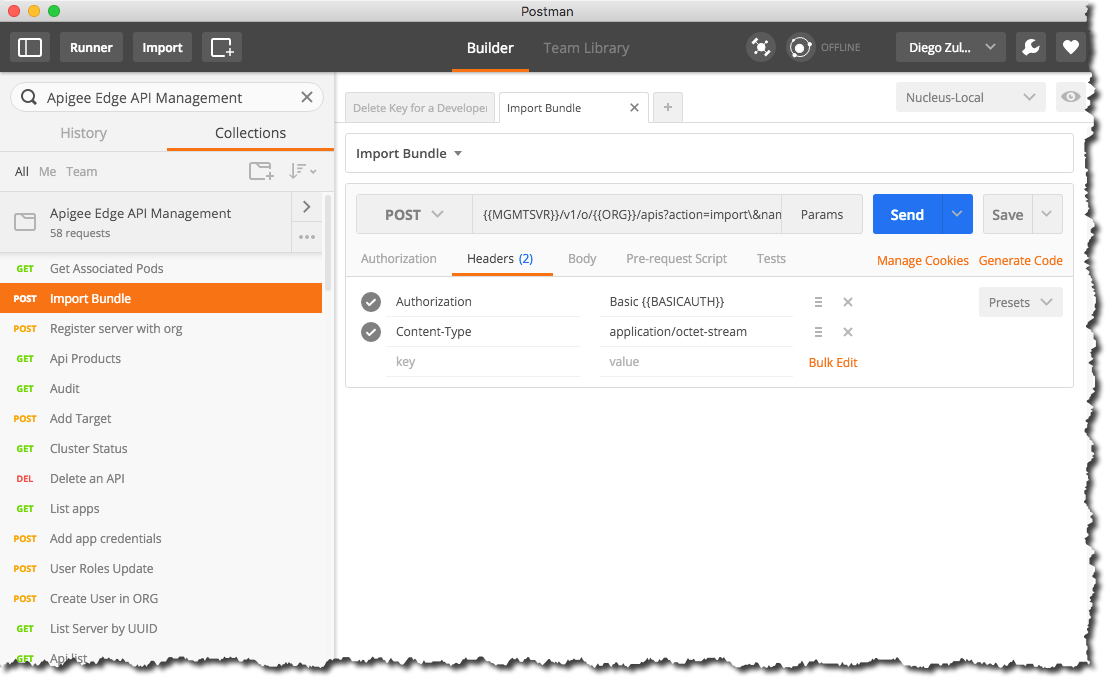 Postman
Runner
Import
Builder
Team Library
OFFLINE
Diego Zul...
Apigee Edge API Management
History
Collections
All Me Team
Apigee Edge API Management
58 requests
GET Get Associated Pods
POST Import Bundle
POST Register server with org
GET Api Products
GET Audit
POST Add Target
GET Cluster Status
DEL Delete an API
GET List apps
POST Add app credentials
POST User Roles Update
POST Create User in ORG
GET List Server by UUID
GET Api list
Delete Key for a Developer
Import Bundle
Nucleus-Local
Import Bundle
POST {{MGMTSVR}}/v1/o/{{ORG}}/apis?action=import\&nam Params Send Save
Authorization Headers (2) Body Pre-request Script Tests Manage Cookies Generate Code
Authorization Basic {{BASICAUTH}} Presets
Content-Type application/octet-stream
key value Bulk Edit